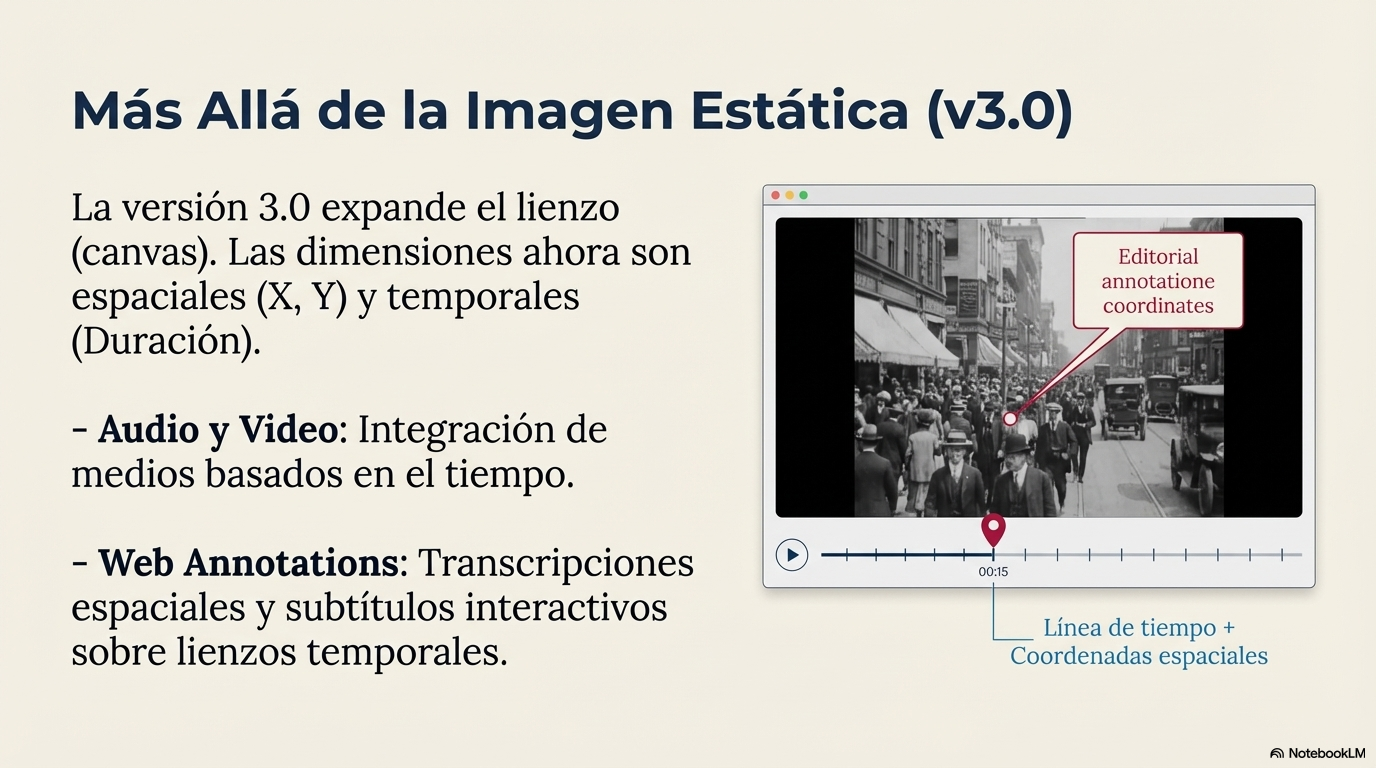 Más Allá de la Imagen Estática (v3.0)
La versión 3.0 expande el lienzo
(canvas). Las dimensiones ahora son
espaciales (X, Y) y temporales
(Duración).
- Audio y Video: Integración de
medios basados en el tiempo.
- Web Annotations: Transcripciones
espaciales y subtítulos interactivos
sobre lienzos temporales.
Editorial
annotatione
coordinates
00:15
Línea de tiempo +
Coordenadas espaciales
NotebookLM